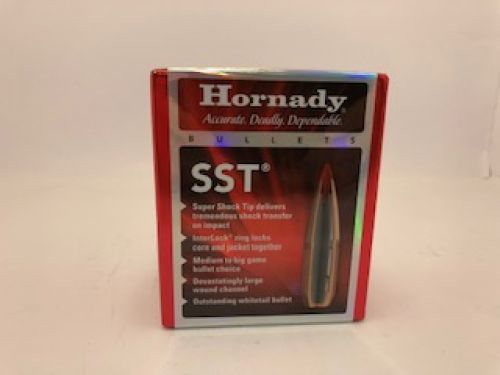 Hornady®
Accurate. Deadly. Dependable.
BULLETS
SST®
Super Shock Tip delivers
tremendous shock transfer
on impact
InterLock® ring locks
core and jacket together
Medium to big game
bullet choice
Devastatingly large
wound channel
Outstanding whitetail bullet